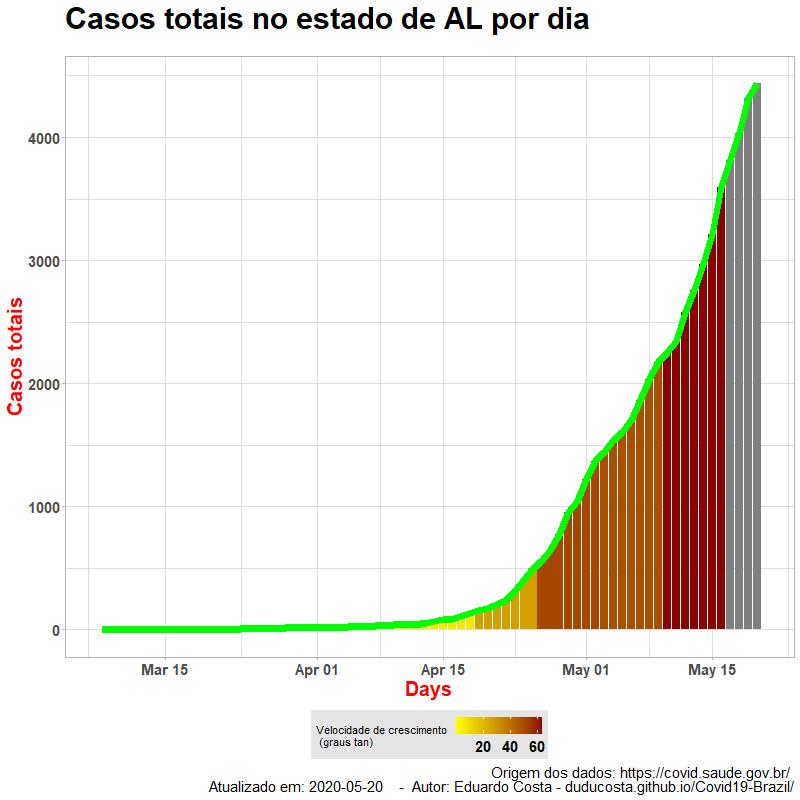 Casos totais no estado de AL por dia
Casos totais
4000
3000
2000
1000
0
Mar 15 Apr 01 Apr 15 May 01 May 15
Days
Velocidade de crescimento
(graus tan)
20 40 60
Origem dos dados: https://covid.saude.gov.br/
Atualizado em: 2020-05-20 - Autor: Eduardo Costa - duducosta.github.io/Covid19-Brazil/